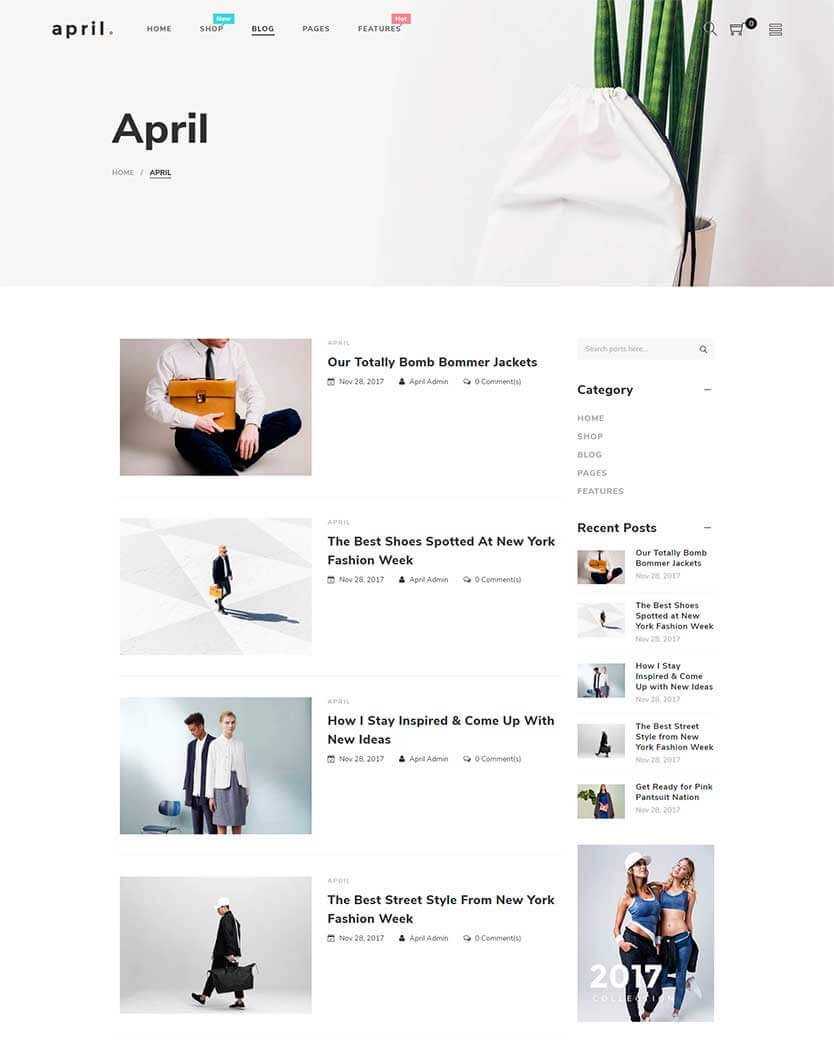 april.
HOME
SHOP
New
BLOG
PAGES
FEATURES
Hot
0
April
HOME / APRIL
APRIL
Our Totally Bomb Bommer Jackets
Nov 28, 2017 April Admin 0 Comment(s)
APRIL
The Best Shoes Spotted At New York
Fashion Week
Nov 28, 2017 April Admin 0 Comment(s)
APRIL
How I Stay Inspired & Come Up With
New Ideas
Nov 28, 2017 April Admin 0 Comment(s)
APRIL
The Best Street Style From New York
Fashion Week
Nov 28, 2017 April Admin 0 Comment(s)
Search ports here...
Category
HOME
SHOP
BLOG
PAGES
FEATURES
Recent Posts
Our Totally Bomb
Bommer Jackets
Nov 28, 2017
The Best Shoes
Spotted at New
York Fashion Week
Nov 28, 2017
How I Stay
Inspired & Come
Up with New Ideas
Nov 28, 2017
The Best Street
Style from New
York Fashion Week
Nov 28, 2017
Get Ready for Pink
Pantsuit Nation
Nov 28, 2017
2017
COLLECTION